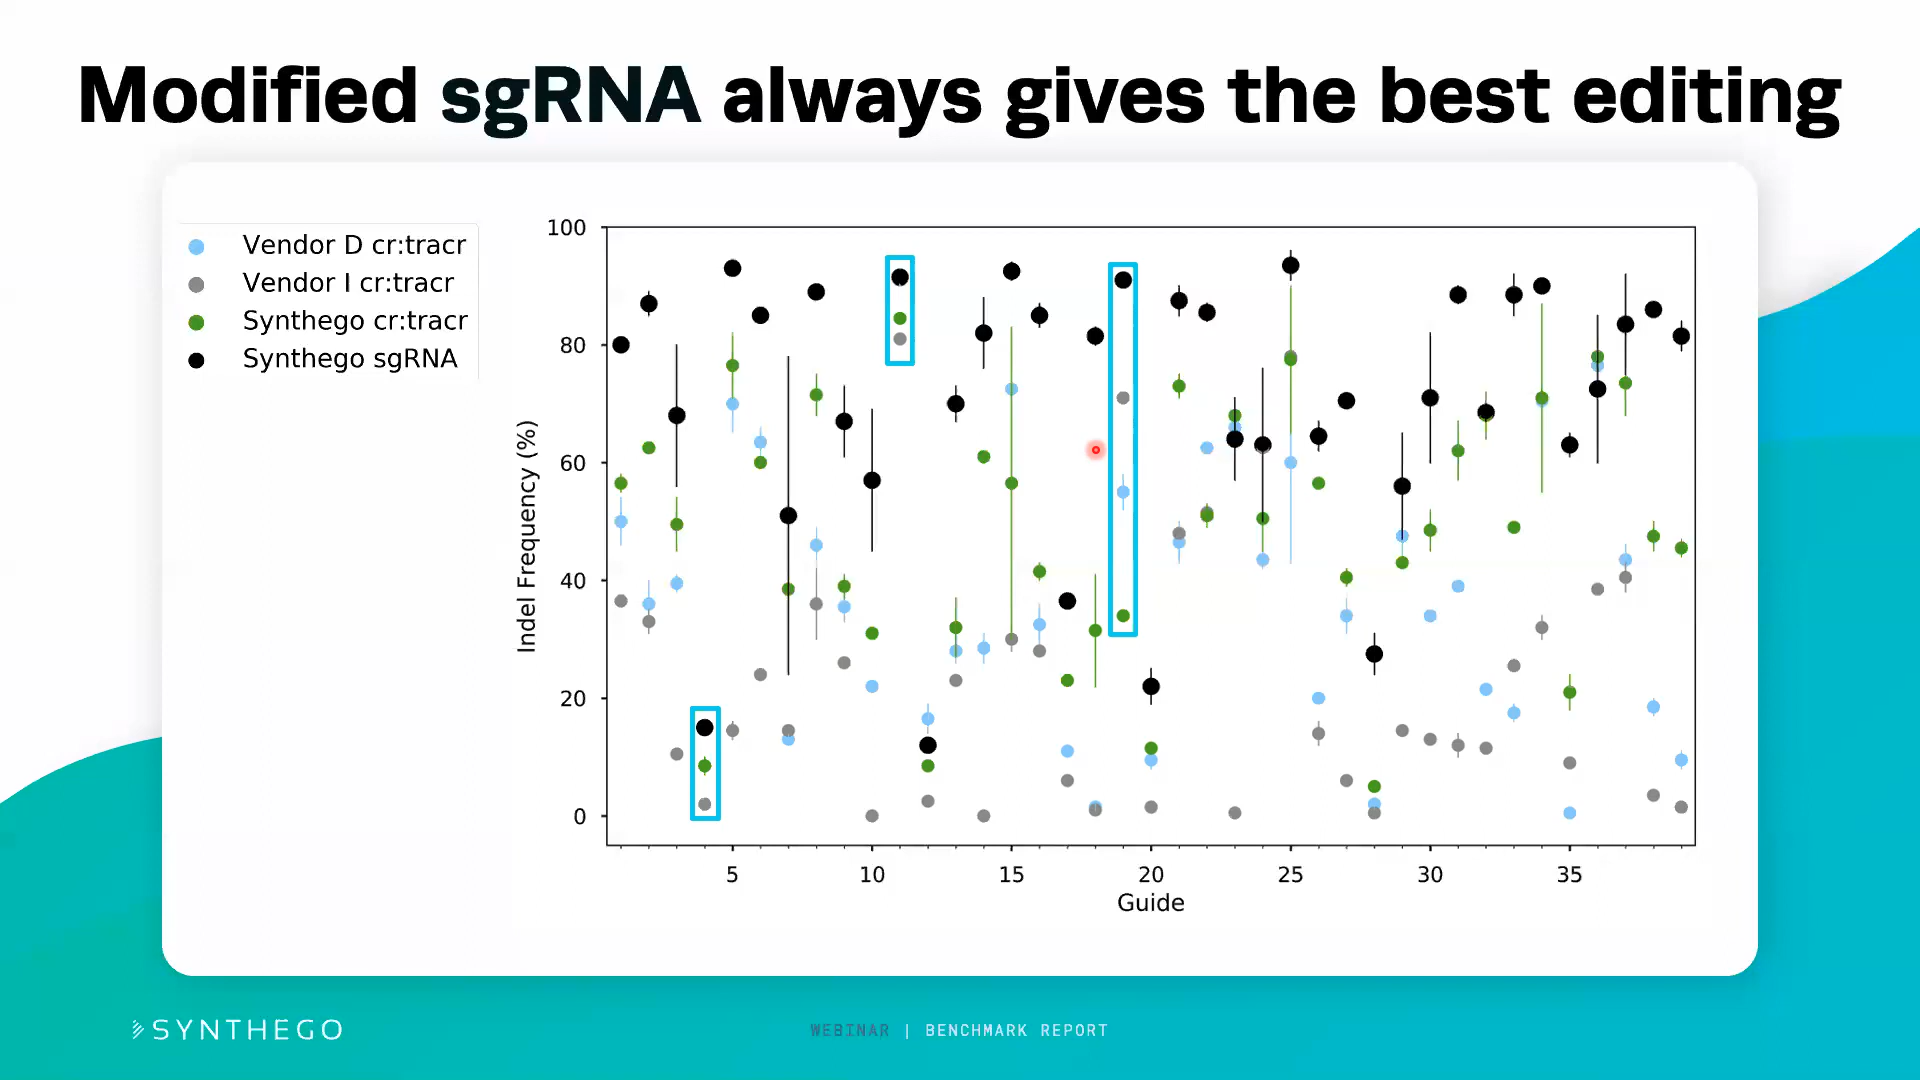 Modified sgRNA always gives the best editing
Vendor D cr:tracr
Vendor I cr:tracr
Synthego cr:tracr
Synthego sgRNA
Indel Frequency (%)
100
80
60
40
20
0
5 10 15 20 25 30 35
Guide
SYNTHEGO
WEBINAR | BENCHMARK REPORT